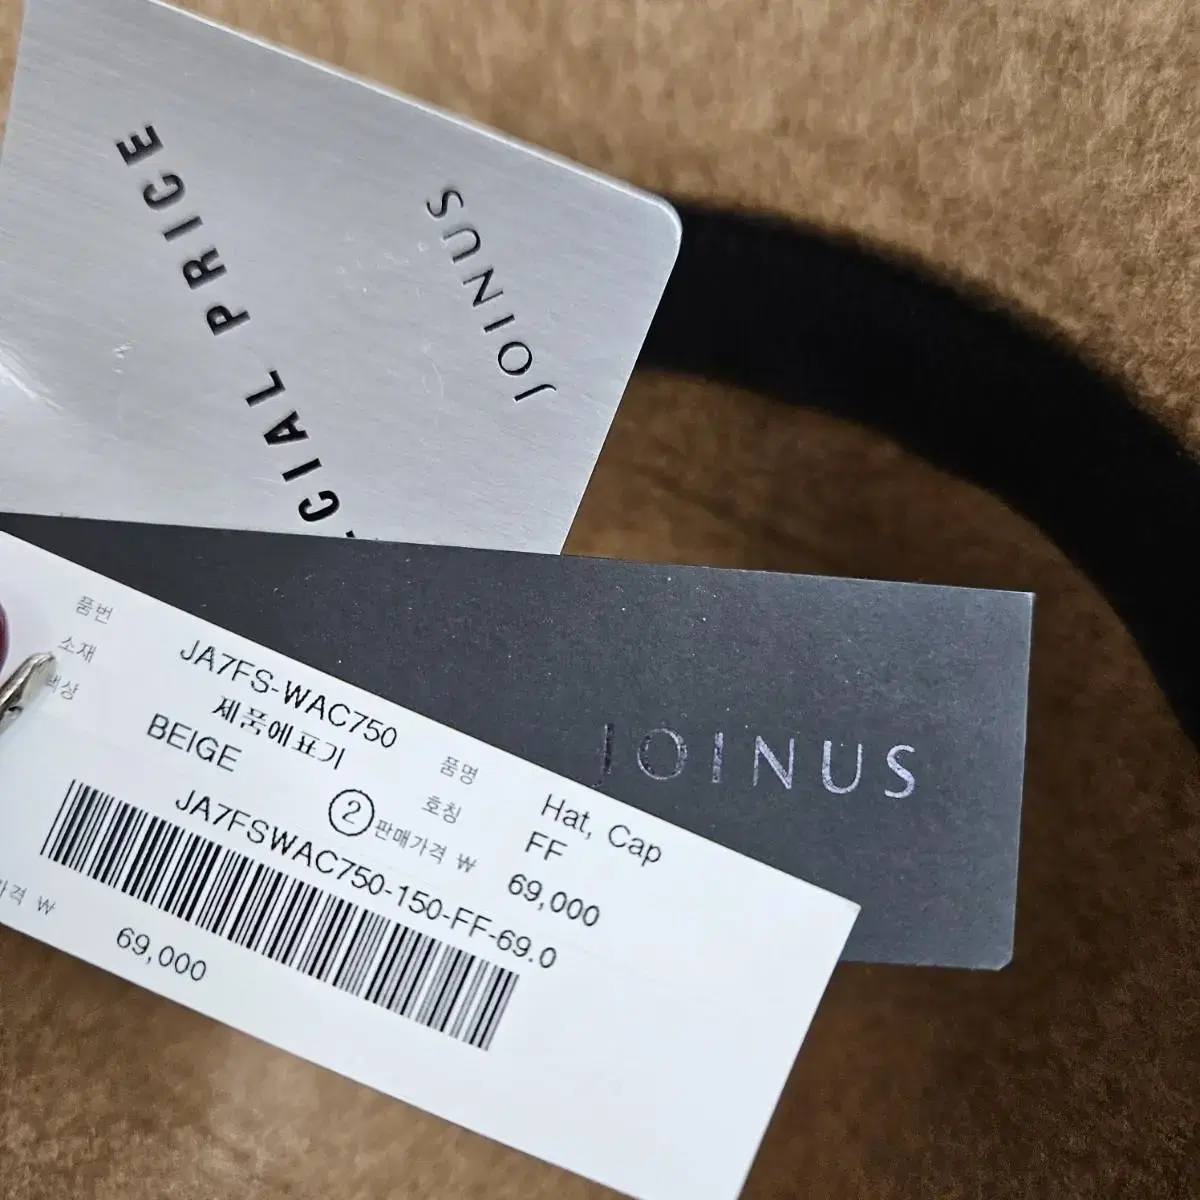 JOINUS
CIAL PRICE
JOINUS
품번 JA7FS-WAC750 품명 Hat, Cap
소재 제품에표기 호칭 FF
색상 BEIGE ② 판매가격 ₩ 69,000
JA7FSWAC750-150-FF-69.0
가격 ₩ 69,000